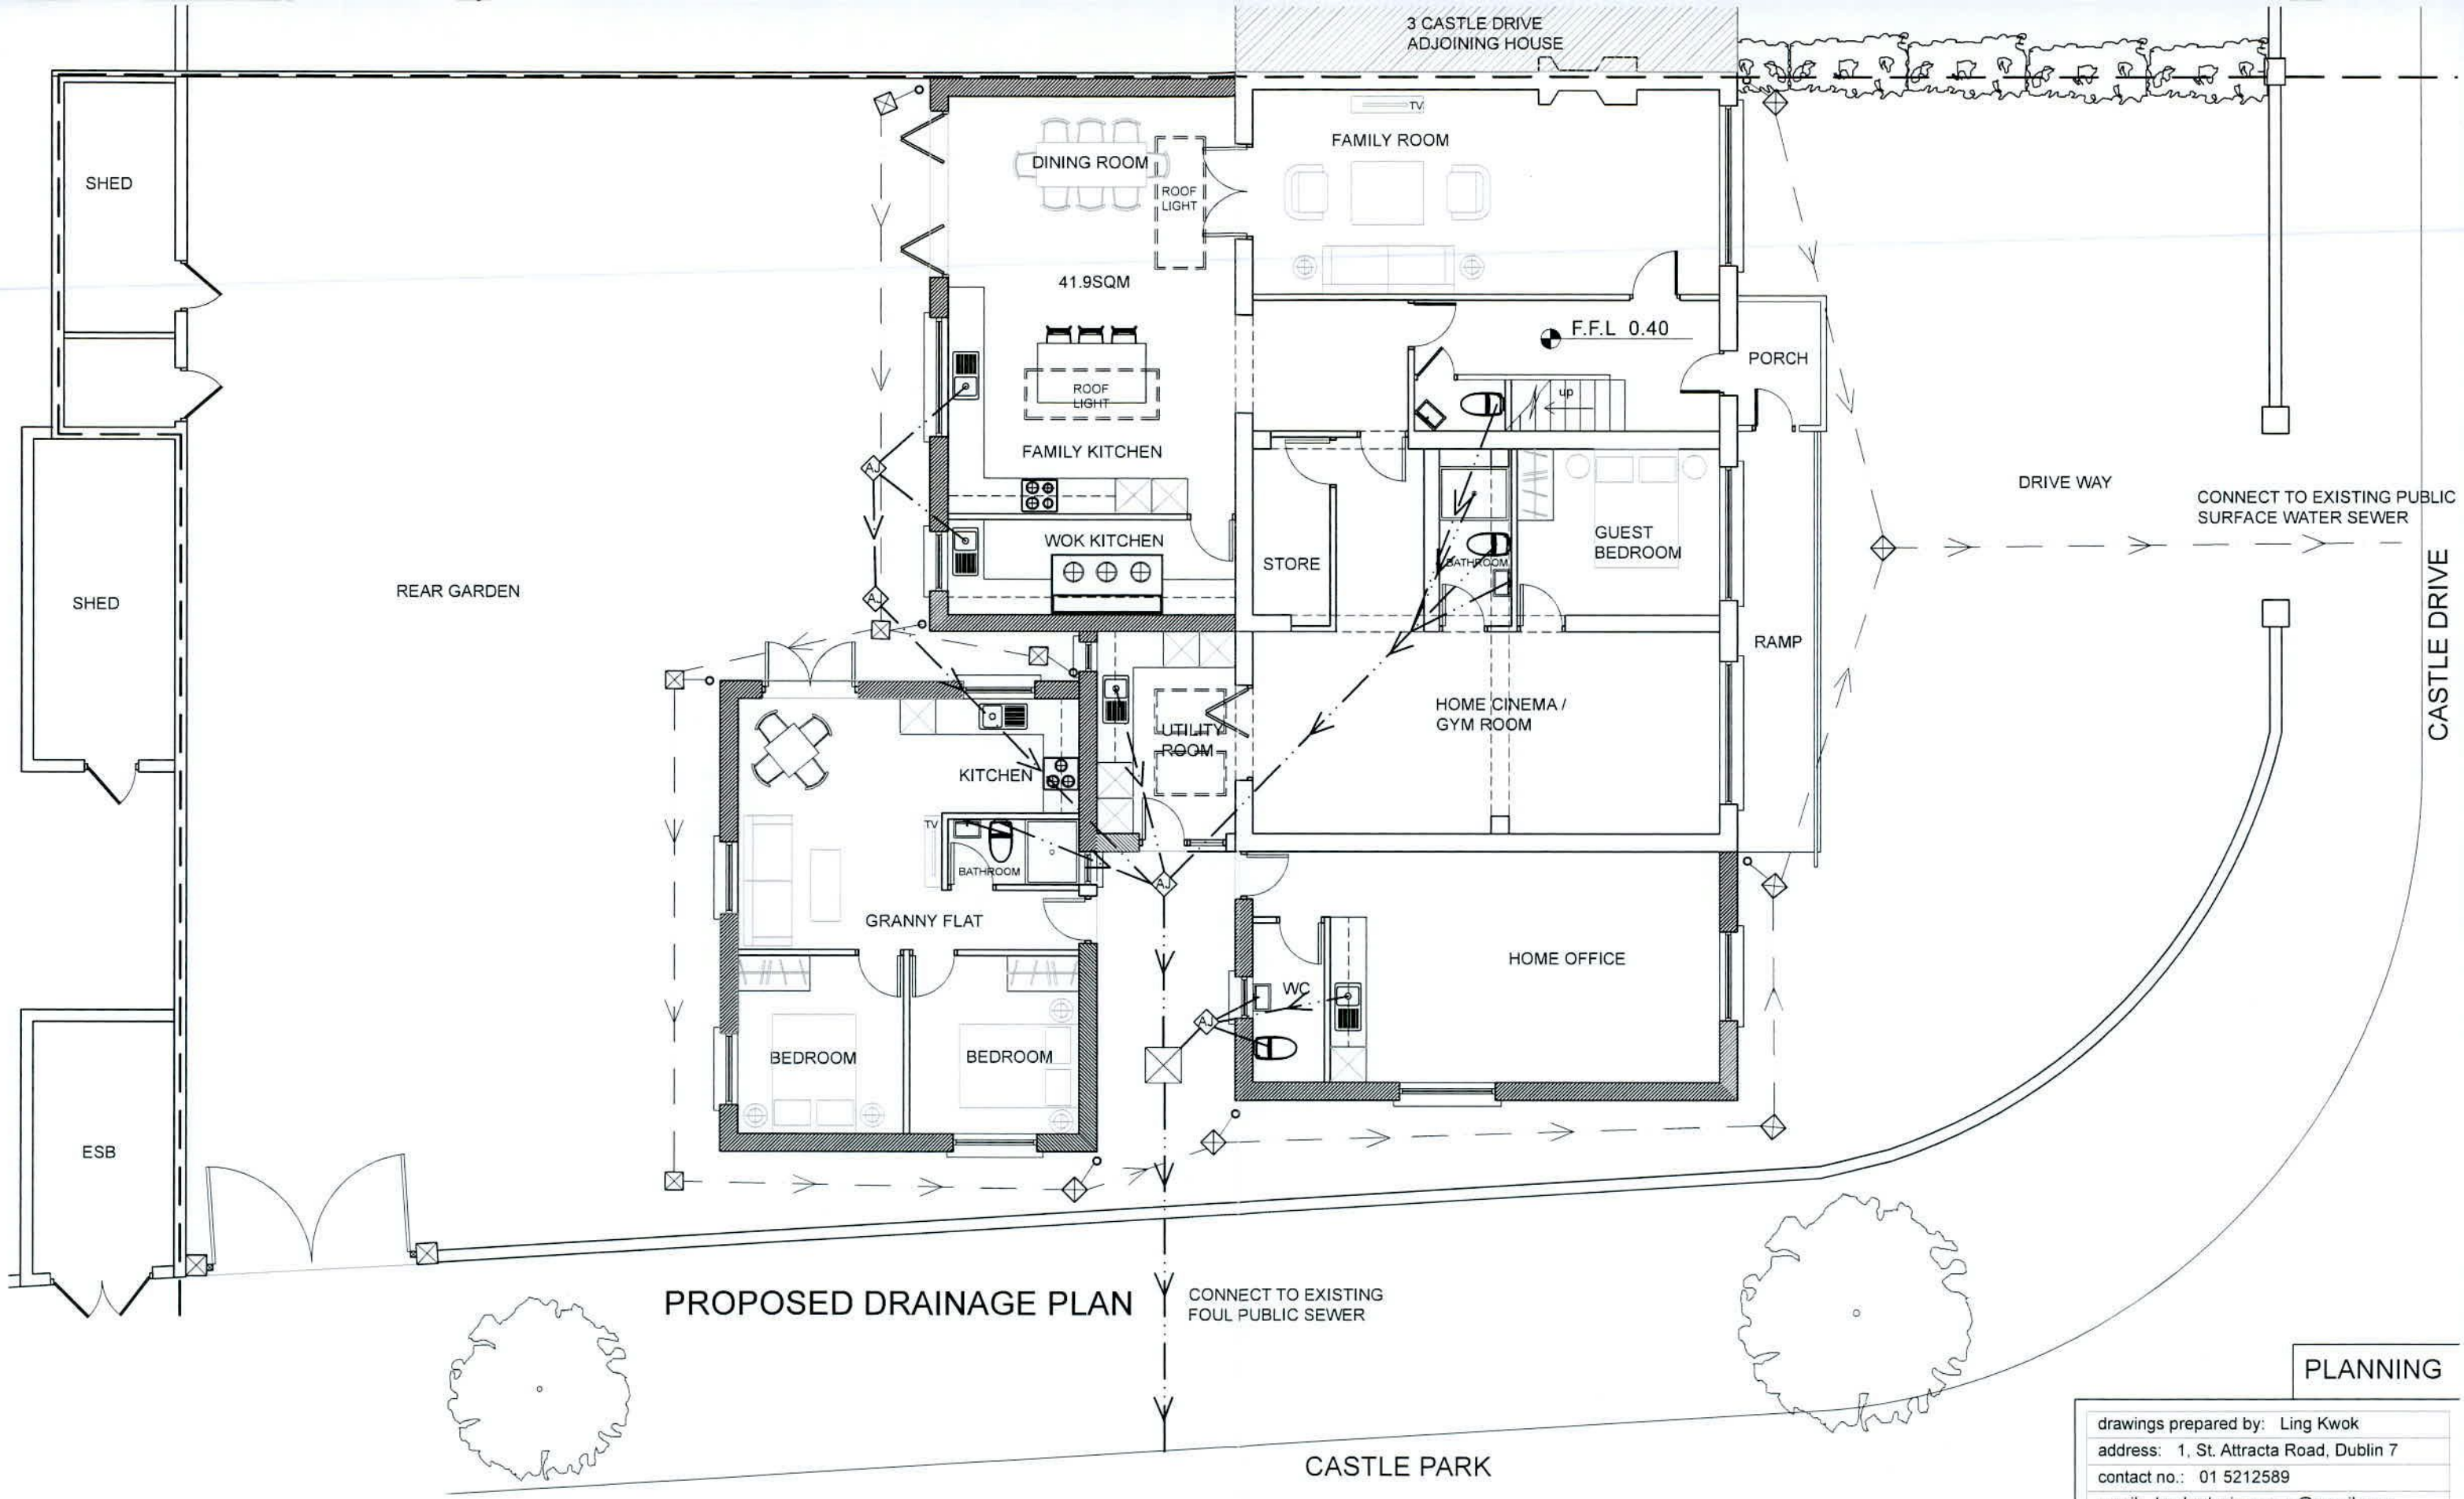 3 CASTLE DRIVE
ADJOINING HOUSE
TV
FAMILY ROOM
DINING ROOM
ROOF
LIGHT
SHED
41.9SQM
F.F.L 0.40
PORCH
ROOF
LIGHT
up
FAMILY KITCHEN
AJ
DRIVE WAY
CONNECT TO EXISTING PUBLIC
SURFACE WATER SEWER
WOK KITCHEN
STORE
BATHROOM
GUEST
BEDROOM
REAR GARDEN
SHED
AJ
RAMP
CASTLE DRIVE
HOME CINEMA /
GYM ROOM
UTILITY
ROOM
KITCHEN
TV
BATHROOM
AJ
GRANNY FLAT
HOME OFFICE
WC
AJ
BEDROOM
BEDROOM
ESB
PROPOSED DRAINAGE PLAN
CONNECT TO EXISTING
FOUL PUBLIC SEWER
CASTLE PARK
PLANNING
drawings prepared by: Ling Kwok
address: 1, St. Attracta Road, Dublin 7
contact no.: 01 5212589